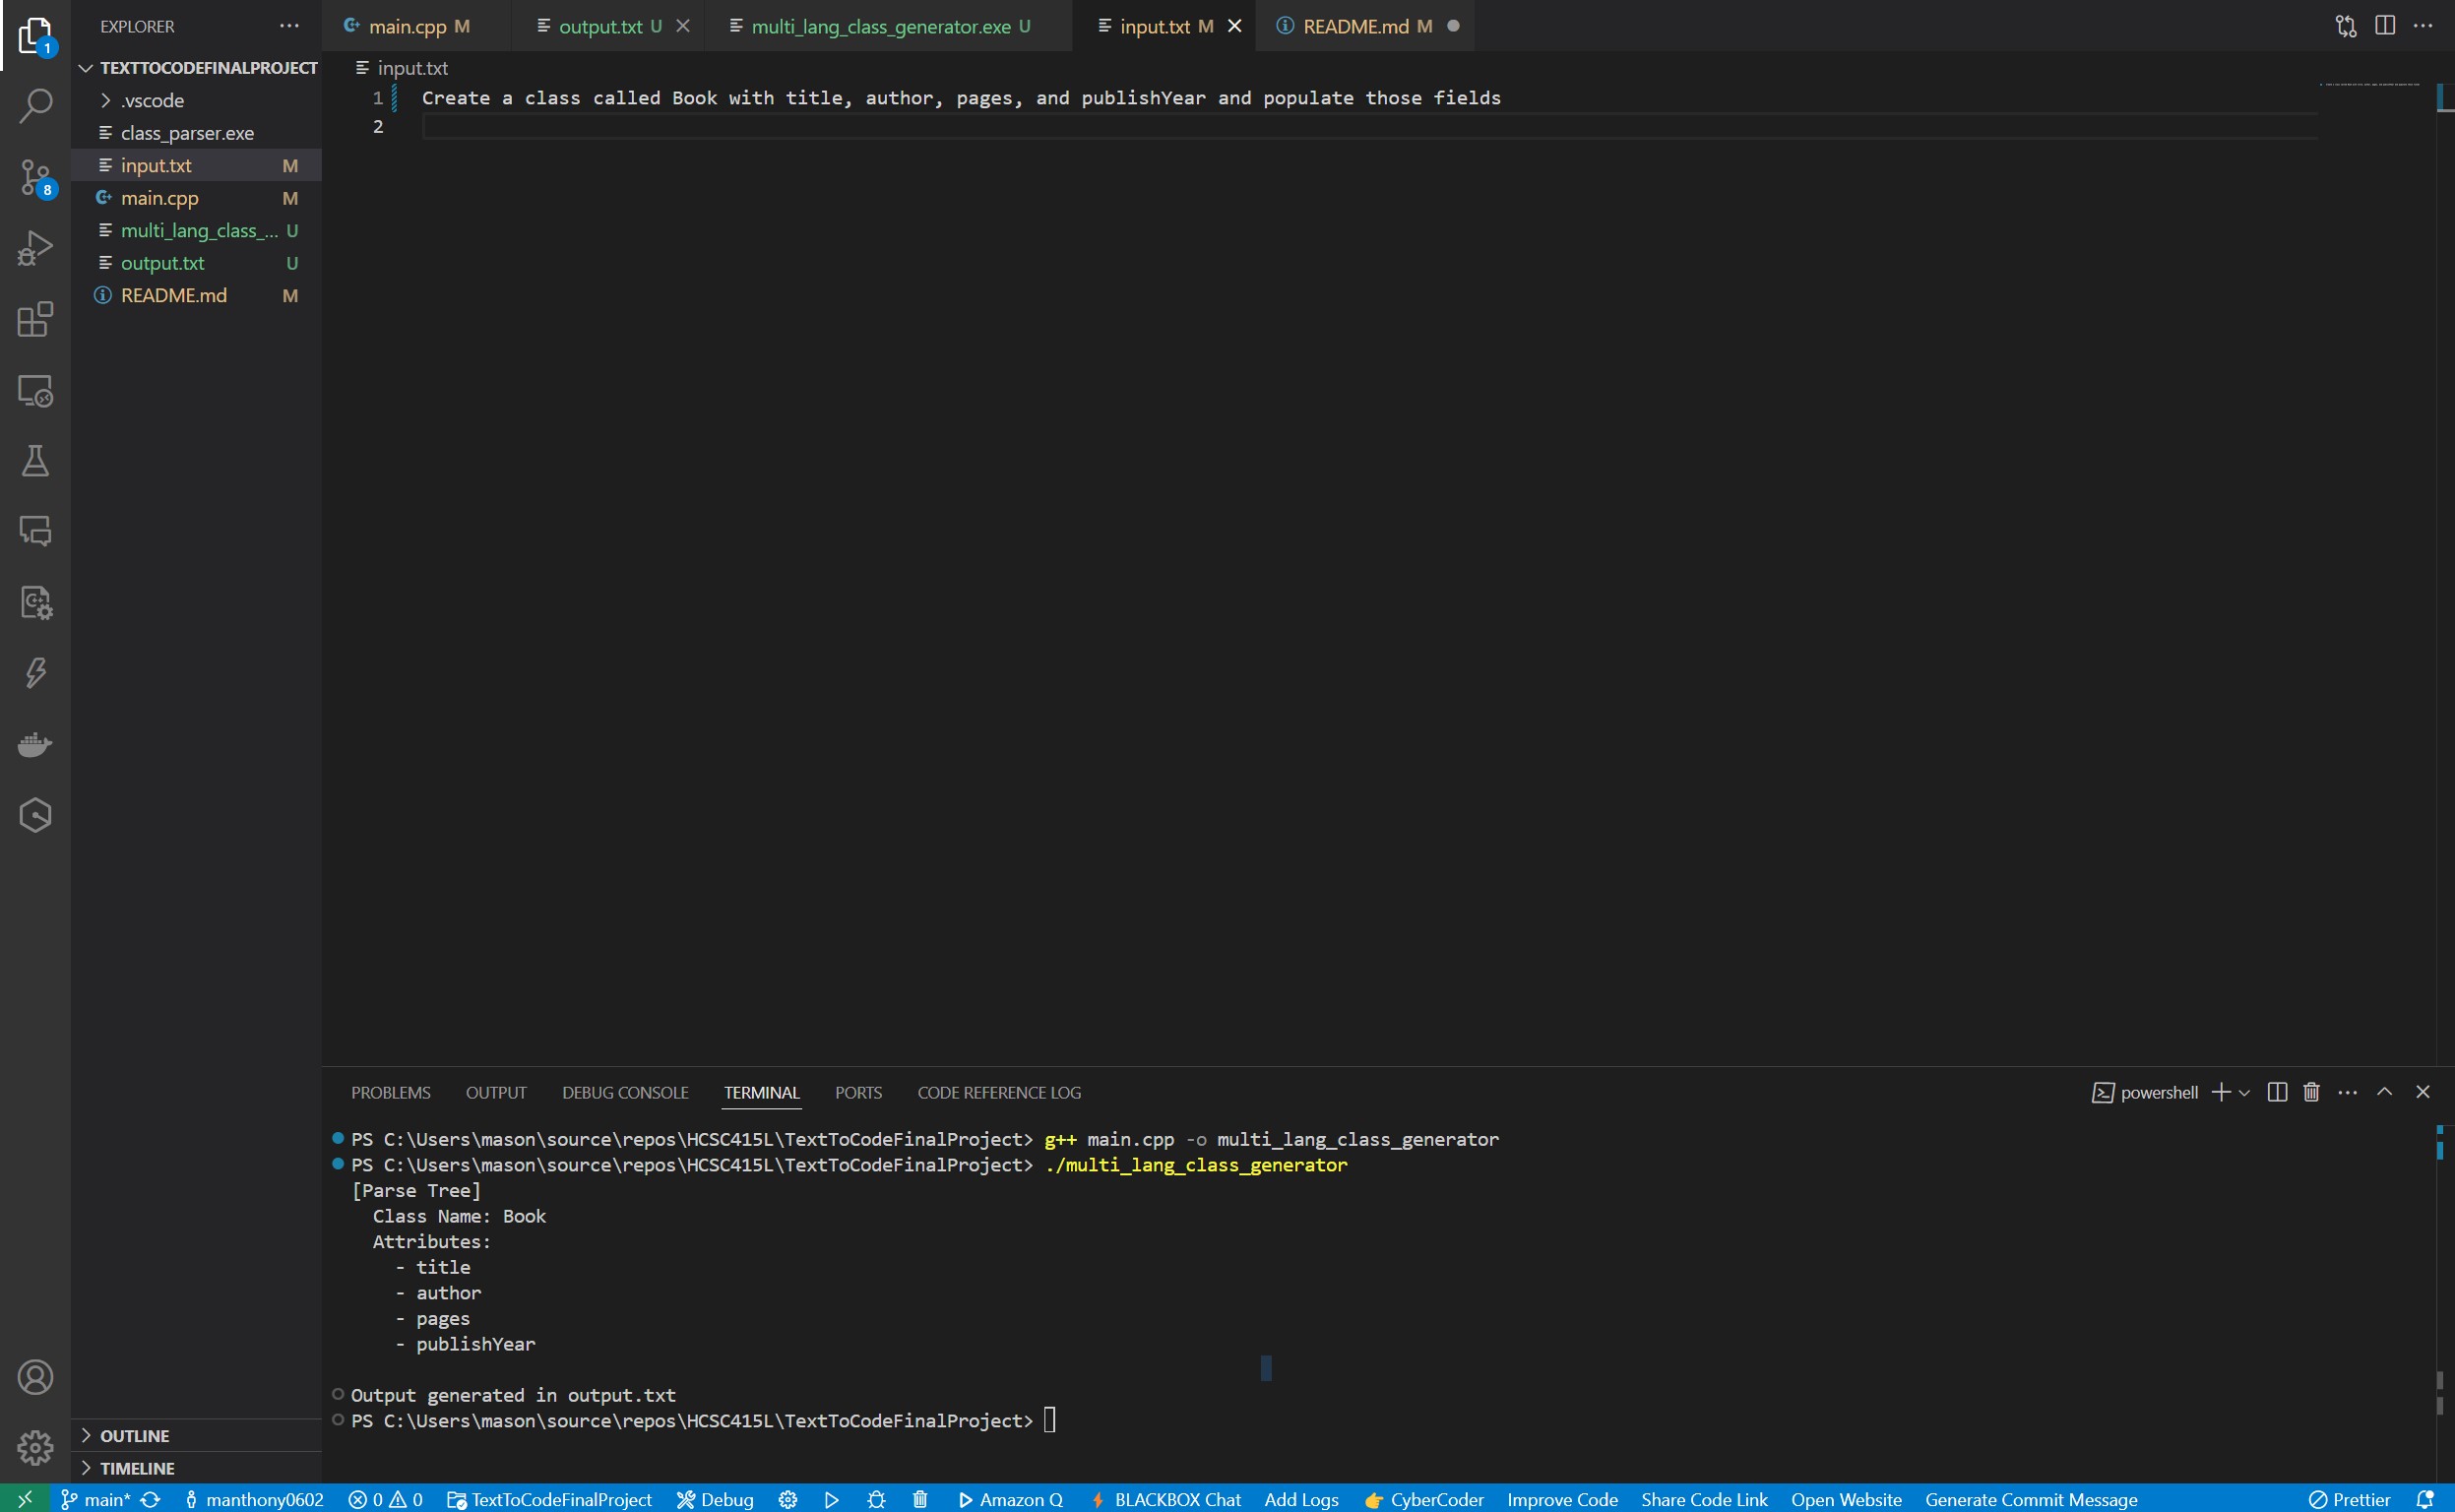 EXPLORER
main.cpp M
output.txt U
multi_lang_class_generator.exe U
input.txt M
README.md M
TEXTTOCODEFINALPROJECT
.vscode
class_parser.exe
input.txt M
main.cpp M
multi_lang_class_... U
output.txt U
README.md M
input.txt
1 Create a class called Book with title, author, pages, and publishYear and populate those fields
2
1
8
PROBLEMS OUTPUT DEBUG CONSOLE TERMINAL PORTS CODE REFERENCE LOG
powershell
PS C:\Users\mason\source\repos\HCSC415L\TextToCodeFinalProject> g++ main.cpp -o multi_lang_class_generator
PS C:\Users\mason\source\repos\HCSC415L\TextToCodeFinalProject> ./multi_lang_class_generator
[Parse Tree]
Class Name: Book
Attributes:
- title
- author
- pages
- publishYear
Output generated in output.txt
PS C:\Users\mason\source\repos\HCSC415L\TextToCodeFinalProject>
OUTLINE
TIMELINE
main* manthony0602 0 0 TextToCodeFinalProject Debug Amazon Q BLACKBOX Chat Add Logs CyberCoder Improve Code Share Code Link Open Website Generate Commit Message Prettier